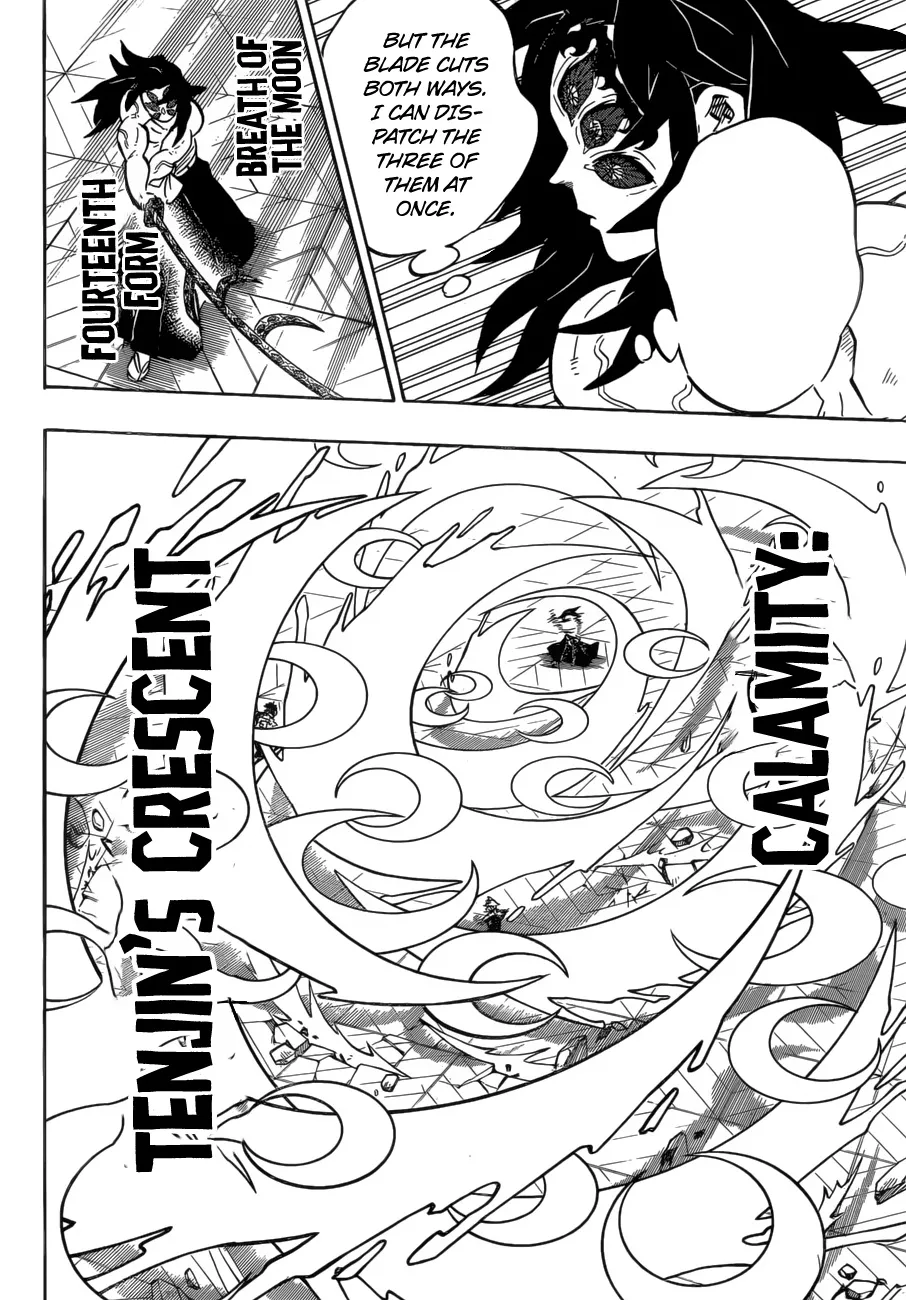 BUT THE
BLADE CUTS
BOTH WAYS.
I CAN DIS-
PATCH THE
THREE OF
THEM AT
ONCE.
BREATH OF
THE MOON
FOURTEENTH
FORM
CALAMITY:
TENJIN'S CRESCENT